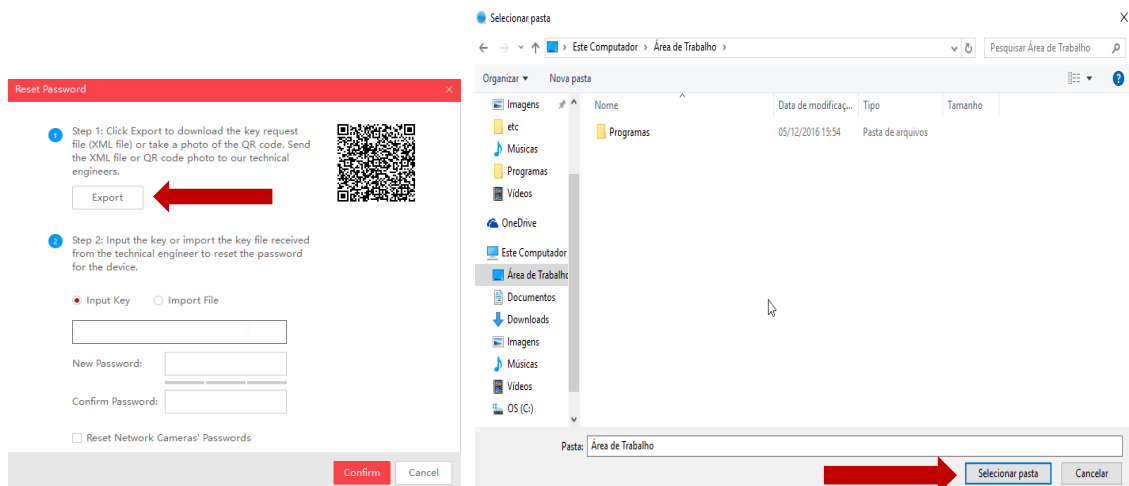 Reset Password
Step 1: Click Export to download the key request
file (XML file) or take a photo of the QR code. Send
the XML file or QR code photo to our technical
engineers.
Export
Step 2: Input the key or import the key file received
from the technical engineer to reset the password
for the device.
Input Key Import File
New Password:
Confirm Password:
Reset Network Cameras' Passwords
Confirm Cancel
Selecionar pasta
Este Computador › Área de Trabalho ›
Pesquisar Área de Trabalho
Organizar Nova pasta
Nome Data de modificaç... Tipo Tamanho
Programas 05/12/2016 15:54 Pasta de arquivos
Imagens
etc
Músicas
Programas
Vídeos
OneDrive
Este Computador
Área de Trabalho
Documentos
Downloads
Imagens
Músicas
Vídeos
OS (C:)
Pasta: Área de Trabalho
Selecionar pasta Cancelar